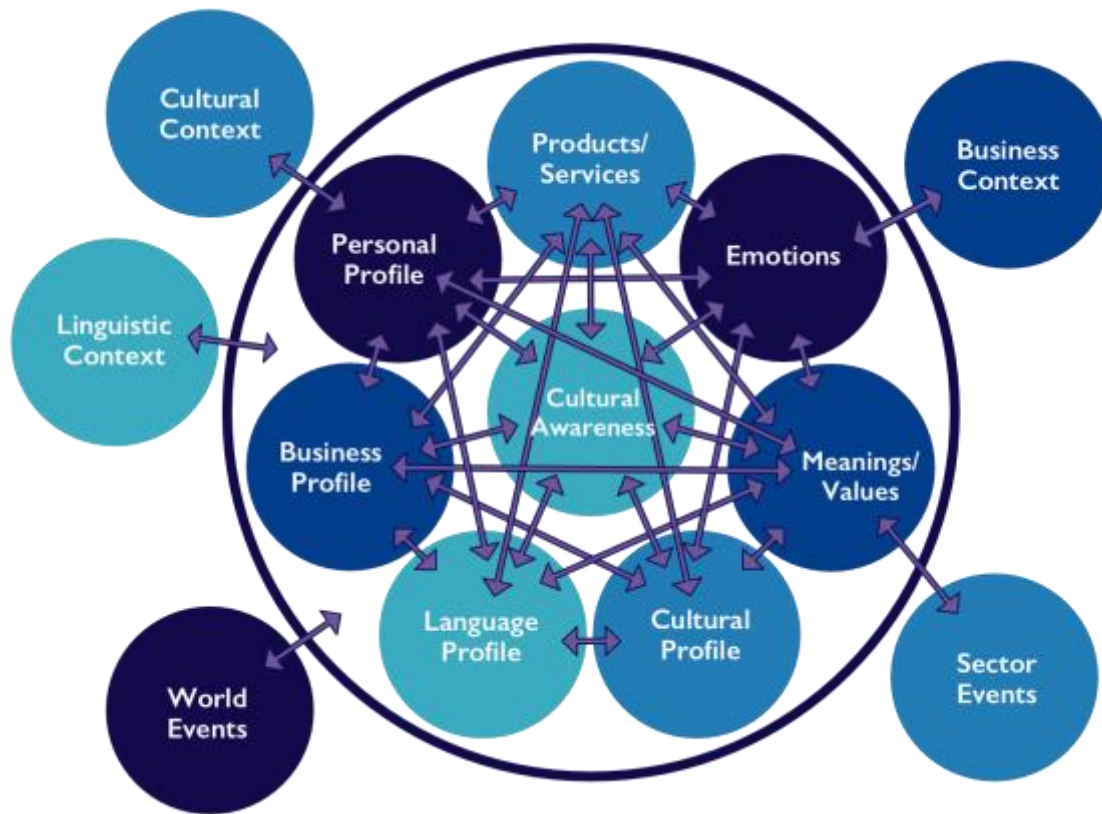 Cultural
Context
Products/
Services
Business
Context
Personal
Profile
Emotions
Linguistic
Context
Cultural
Awareness
Business
Profile
Meanings/
Values
Language
Profile
Cultural
Profile
World
Events
Sector
Events